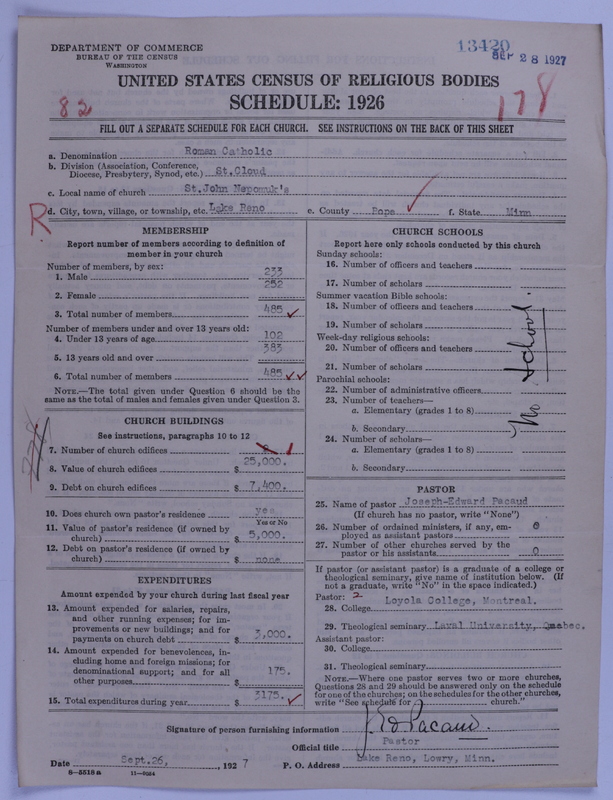 DEPARTMENT OF COMMERCE
BUREAU OF THE CENSUS
WASHINGTON
13420
SEP 28 1927
UNITED STATES CENSUS OF RELIGIOUS BODIES
SCHEDULE: 1926
82
178
FILL OUT A SEPARATE SCHEDULE FOR EACH CHURCH. SEE INSTRUCTIONS ON THE BACK OF THIS SHEET
a. Denomination Roman Catholic
b. Division (Association, Conference, Diocese, Presbytery, Synod, etc.) St.Cloud
c. Local name of church St.John Nepomuk's
R
d. City, town, village, or township, etc. Lake Reno e. County Pope f. State Minn
MEMBERSHIP
Report number of members according to definition of
member in your church
Number of members, by sex:
1. Male 233
2. Female 252
3. Total number of members 485
Number of members under and over 13 years old:
4. Under 13 years of age 102
5. 13 years old and over 383
6. Total number of members 485
NOTE.—The total given under Question 6 should be the
same as the total of males and females given under Question 3.
CHURCH BUILDINGS
See instructions, paragraphs 10 to 12
7. Number of church edifices 1
8. Value of church edifices $ 25,000.
9. Debt on church edifices $ 7,400.
10. Does church own pastor's residence yes
Yes or No
11. Value of pastor's residence (if owned by
church) $ 5,000.
12. Debt on pastor's residence (if owned by
church) $ none
EXPENDITURES
Amount expended by your church during last fiscal year
13. Amount expended for salaries, repairs,
and other running expenses; for im-
provements or new buildings; and for
payments on church debt $ 3,000.
14. Amount expended for benevolences, in-
cluding home and foreign missions; for
denominational support; and for all
other purposes $ 175.
15. Total expenditures during year $ 3175.
CHURCH SCHOOLS
Report here only schools conducted by this church
Sunday schools:
16. Number of officers and teachers
17. Number of scholars
Summer vacation Bible schools:
18. Number of officers and teachers
19. Number of scholars
Week-day religious schools:
20. Number of officers and teachers
21. Number of scholars
Parochial schools:
22. Number of administrative officers
23. Number of teachers—
a. Elementary (grades 1 to 8)
b. Secondary
24. Number of scholars—
a. Elementary (grades 1 to 8)
b. Secondary
No school.
PASTOR
25. Name of pastor Joseph-Edward Pacaud
(If church has no pastor, write "None")
26. Number of ordained ministers, if any, em-
ployed as assistant pastors 0
27. Number of other churches served by the
pastor or his assistants 0
If pastor (or assistant pastor) is a graduate of a college or
theological seminary, give name of institution below. (If
not a graduate, write "No" in the space indicated.)
Pastor: 2
28. College Loyola College, Montreal.
29. Theological seminary Laval University, Quebec.
Assistant pastor:
30. College
31. Theological seminary
NOTE.—Where one pastor serves two or more churches,
Questions 28 and 29 should be answered only on the schedule
for one of the churches; on the schedules for the other churches,
write "See schedule for church."
Signature of person furnishing information J. Ed Pacaud.
Official title Pastor
Date Sept.26, 1927 P. O. Address Lake Reno, Lowry, Minn.
8—5518 a 11—9054